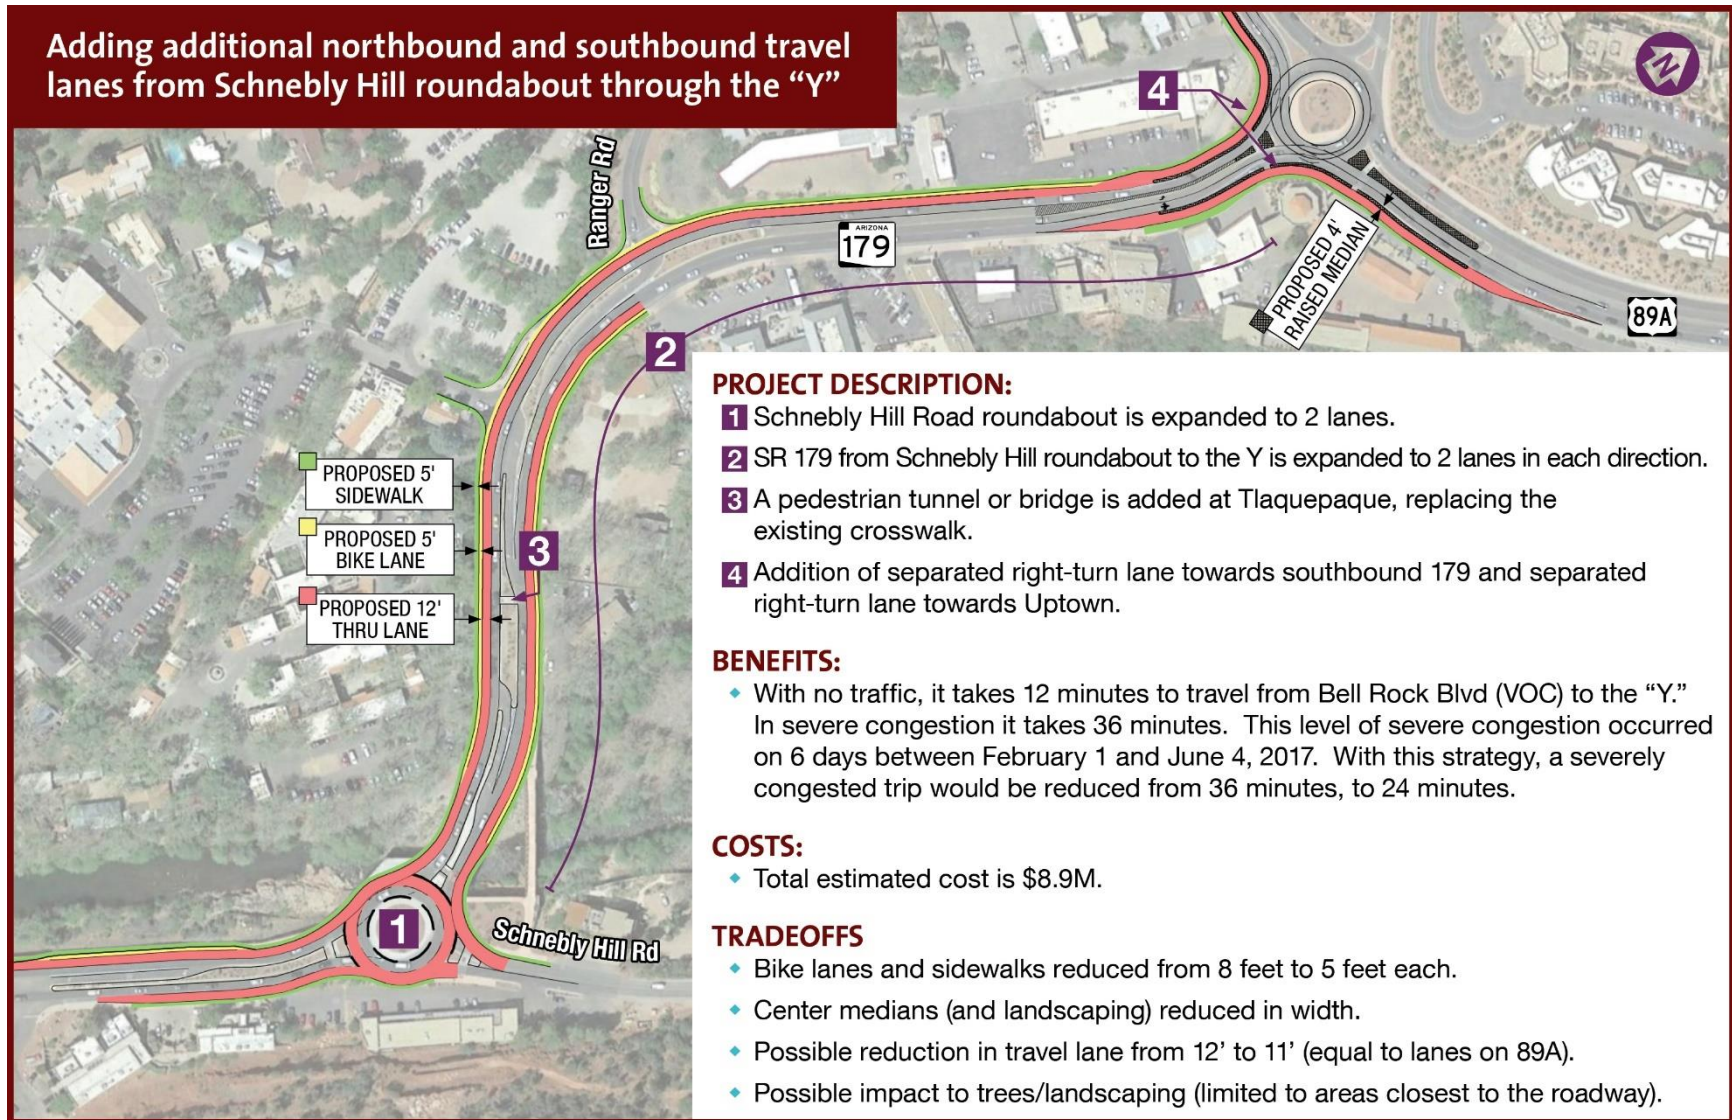 Adding additional northbound and southbound travel
lanes from Schnebly Hill roundabout through the “Y”
N
4
Ranger Rd
ARIZONA
179
PROPOSED 4'
RAISED MEDIAN
89A
2
PROPOSED 5'
SIDEWALK
PROPOSED 5'
BIKE LANE
3
PROPOSED 12'
THRU LANE
1
Schnebly Hill Rd
PROJECT DESCRIPTION:
1 Schnebly Hill Road roundabout is expanded to 2 lanes.
2 SR 179 from Schnebly Hill roundabout to the Y is expanded to 2 lanes in each direction.
3 A pedestrian tunnel or bridge is added at Tlaquepaque, replacing the
existing crosswalk.
4 Addition of separated right-turn lane towards southbound 179 and separated
right-turn lane towards Uptown.
BENEFITS:
With no traffic, it takes 12 minutes to travel from Bell Rock Blvd (VOC) to the “Y.”
In severe congestion it takes 36 minutes. This level of severe congestion occurred
on 6 days between February 1 and June 4, 2017. With this strategy, a severely
congested trip would be reduced from 36 minutes, to 24 minutes.
COSTS:
Total estimated cost is $8.9M.
TRADEOFFS
Bike lanes and sidewalks reduced from 8 feet to 5 feet each.
Center medians (and landscaping) reduced in width.
Possible reduction in travel lane from 12’ to 11’ (equal to lanes on 89A).
Possible impact to trees/landscaping (limited to areas closest to the roadway).